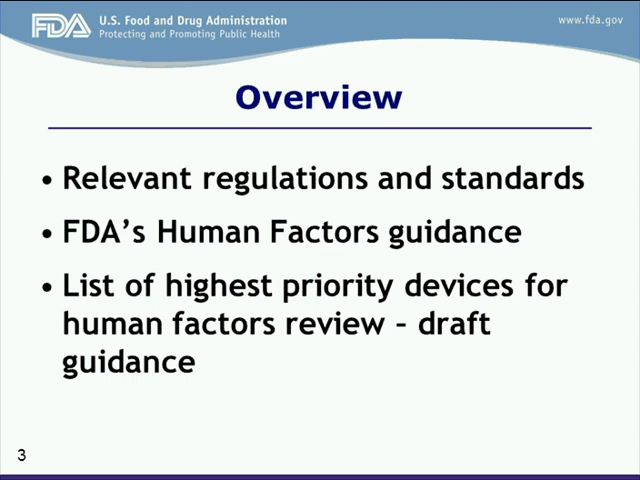 FDA U.S. Food and Drug Administration www.fda.gov
Protecting and Promoting Public Health
Overview
• Relevant regulations and standards
• FDA’s Human Factors guidance
• List of highest priority devices for
human factors review – draft
guidance
3